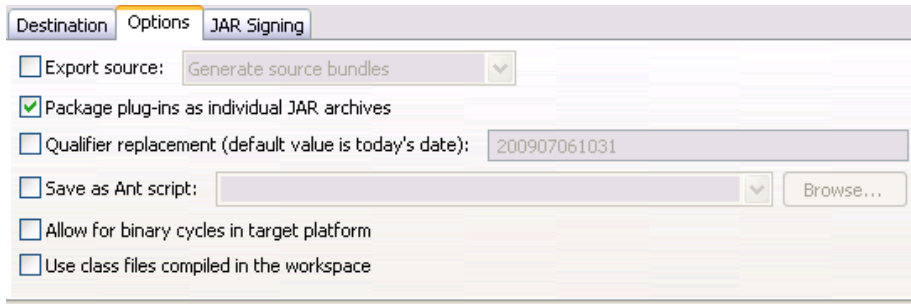 Destination Options JAR Signing
Export source: Generate source bundles
Package plug-ins as individual JAR archives
Qualifier replacement (default value is today's date): 200907061031
Save as Ant script: Browse...
Allow for binary cycles in target platform
Use class files compiled in the workspace